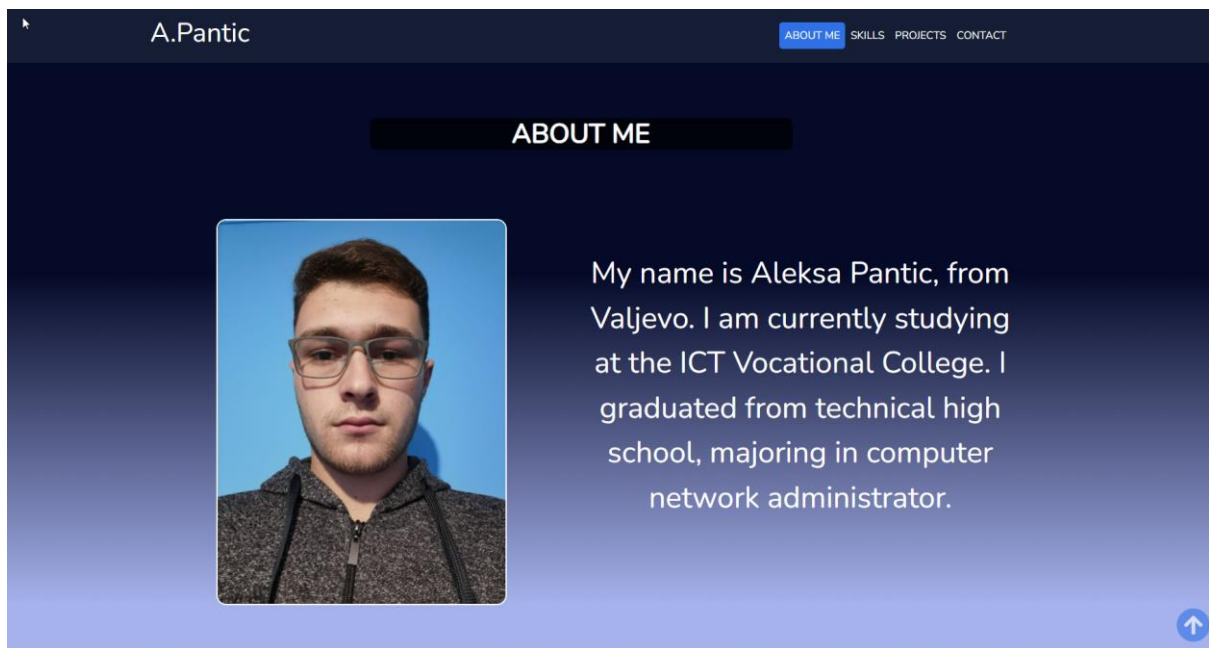 A.Pantic
ABOUT ME SKILLS PROJECTS CONTACT
ABOUT ME
My name is Aleksa Pantic, from
Valjevo. I am currently studying
at the ICT Vocational College. I
graduated from technical high
school, majoring in computer
network administrator.